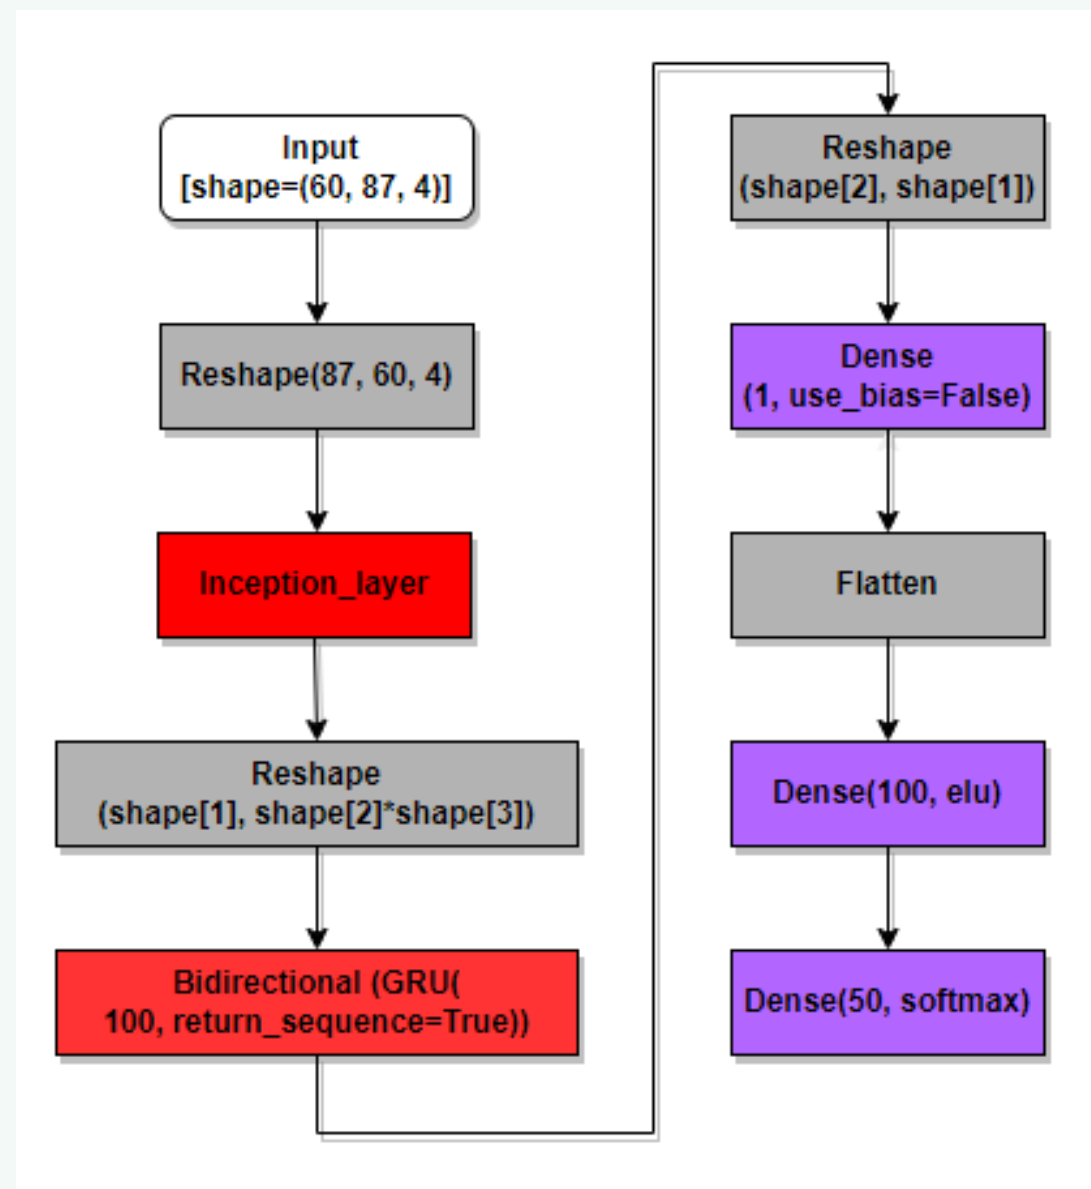 Input
[shape=(60, 87, 4)]
Reshape(87, 60, 4)
Inception_layer
Reshape
(shape[1], shape[2]*shape[3])
Bidirectional (GRU(
100, return_sequence=True))
Reshape
(shape[2], shape[1])
Dense
(1, use_bias=False)
Flatten
Dense(100, elu)
Dense(50, softmax)